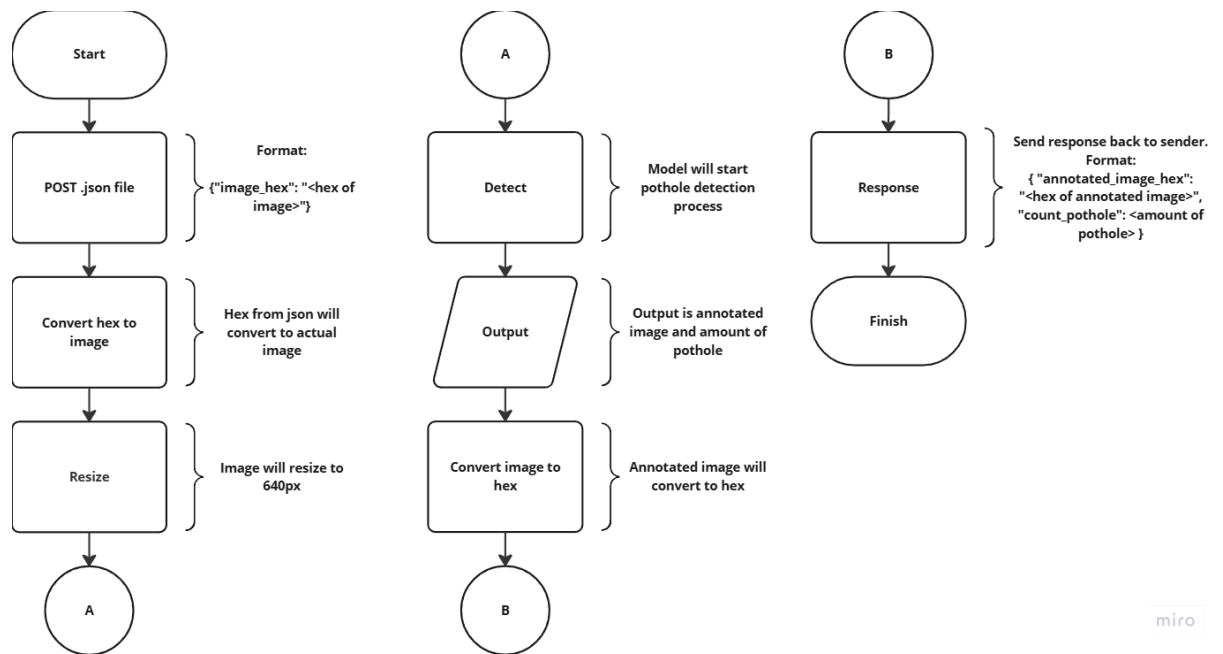 Start
POST .json file
Format:
{"image_hex": "<hex of
image>"}
Convert hex to
image
Hex from json will
convert to actual
image
Resize
Image will resize to
640px
A
A
Detect
Model will start
pothole detection
process
Output
Output is annotated
image and amount of
pothole
Convert image to
hex
Annotated image will
convert to hex
B
B
Response
Send response back to sender.
Format:
{ "annotated_image_hex":
"<hex of annotated image>",
"count_pothole": <amount of
pothole> }
Finish
miro